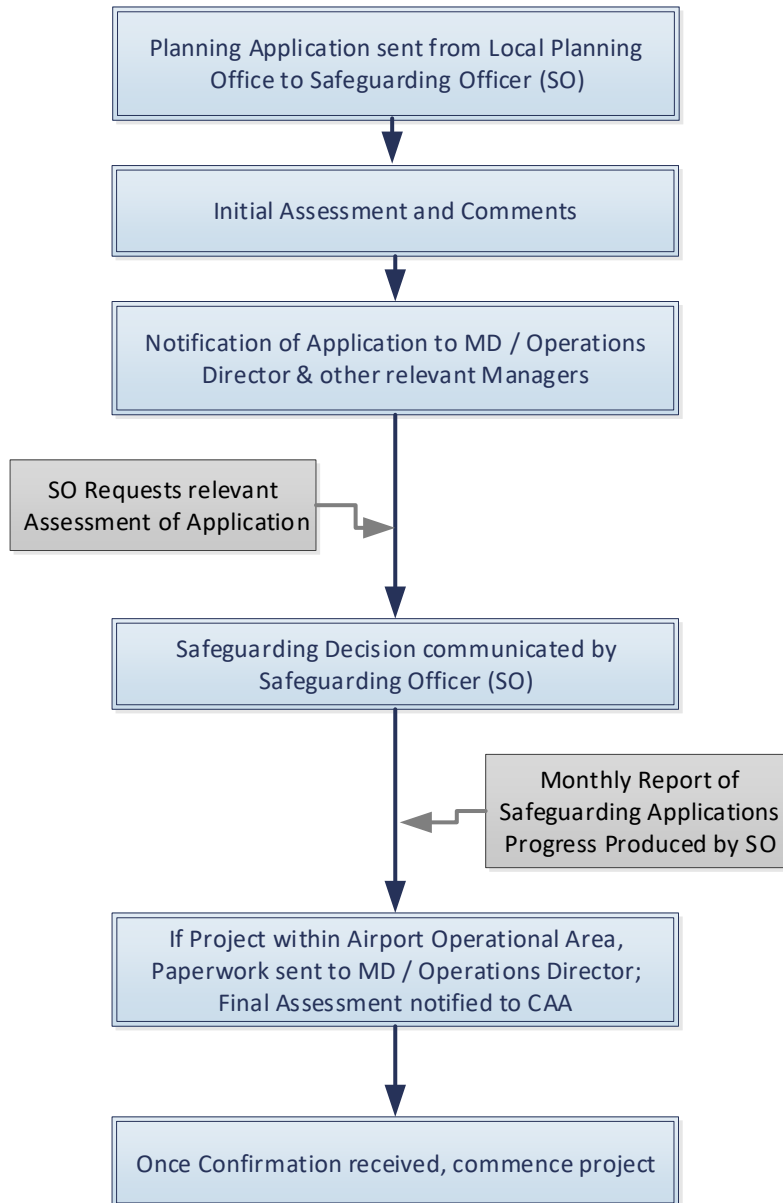 Planning Application sent from Local Planning
Office to Safeguarding Officer (SO)
Initial Assessment and Comments
Notification of Application to MD / Operations
Director & other relevant Managers
SO Requests relevant
Assessment of Application
Safeguarding Decision communicated by
Safeguarding Officer (SO)
Monthly Report of
Safeguarding Applications
Progress Produced by SO
If Project within Airport Operational Area,
Paperwork sent to MD / Operations Director;
Final Assessment notified to CAA
Once Confirmation received, commence project